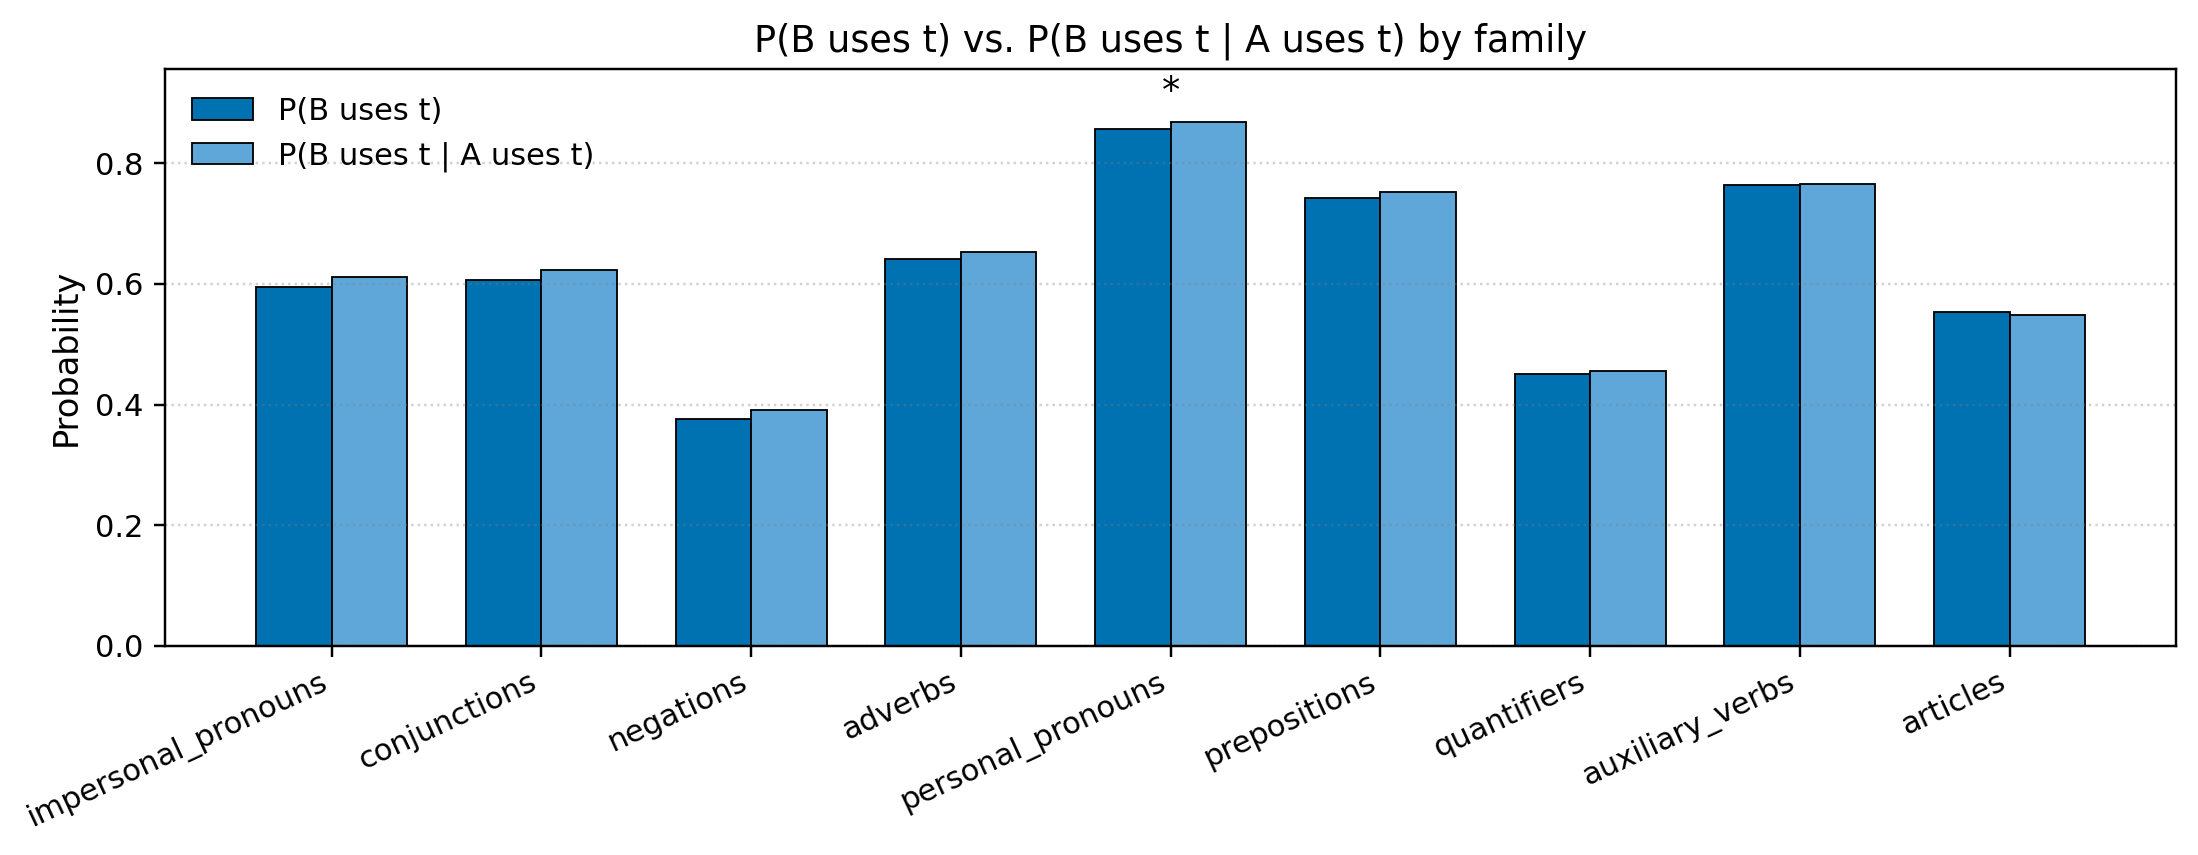 P(B uses t) vs. P(B uses t | A uses t) by family
*
P(B uses t)
P(B uses t | A uses t)
Probability
0.8
0.6
0.4
0.2
0.0
impersonal_pronouns
conjunctions
negations
adverbs
personal_pronouns
prepositions
quantifiers
auxiliary_verbs
articles